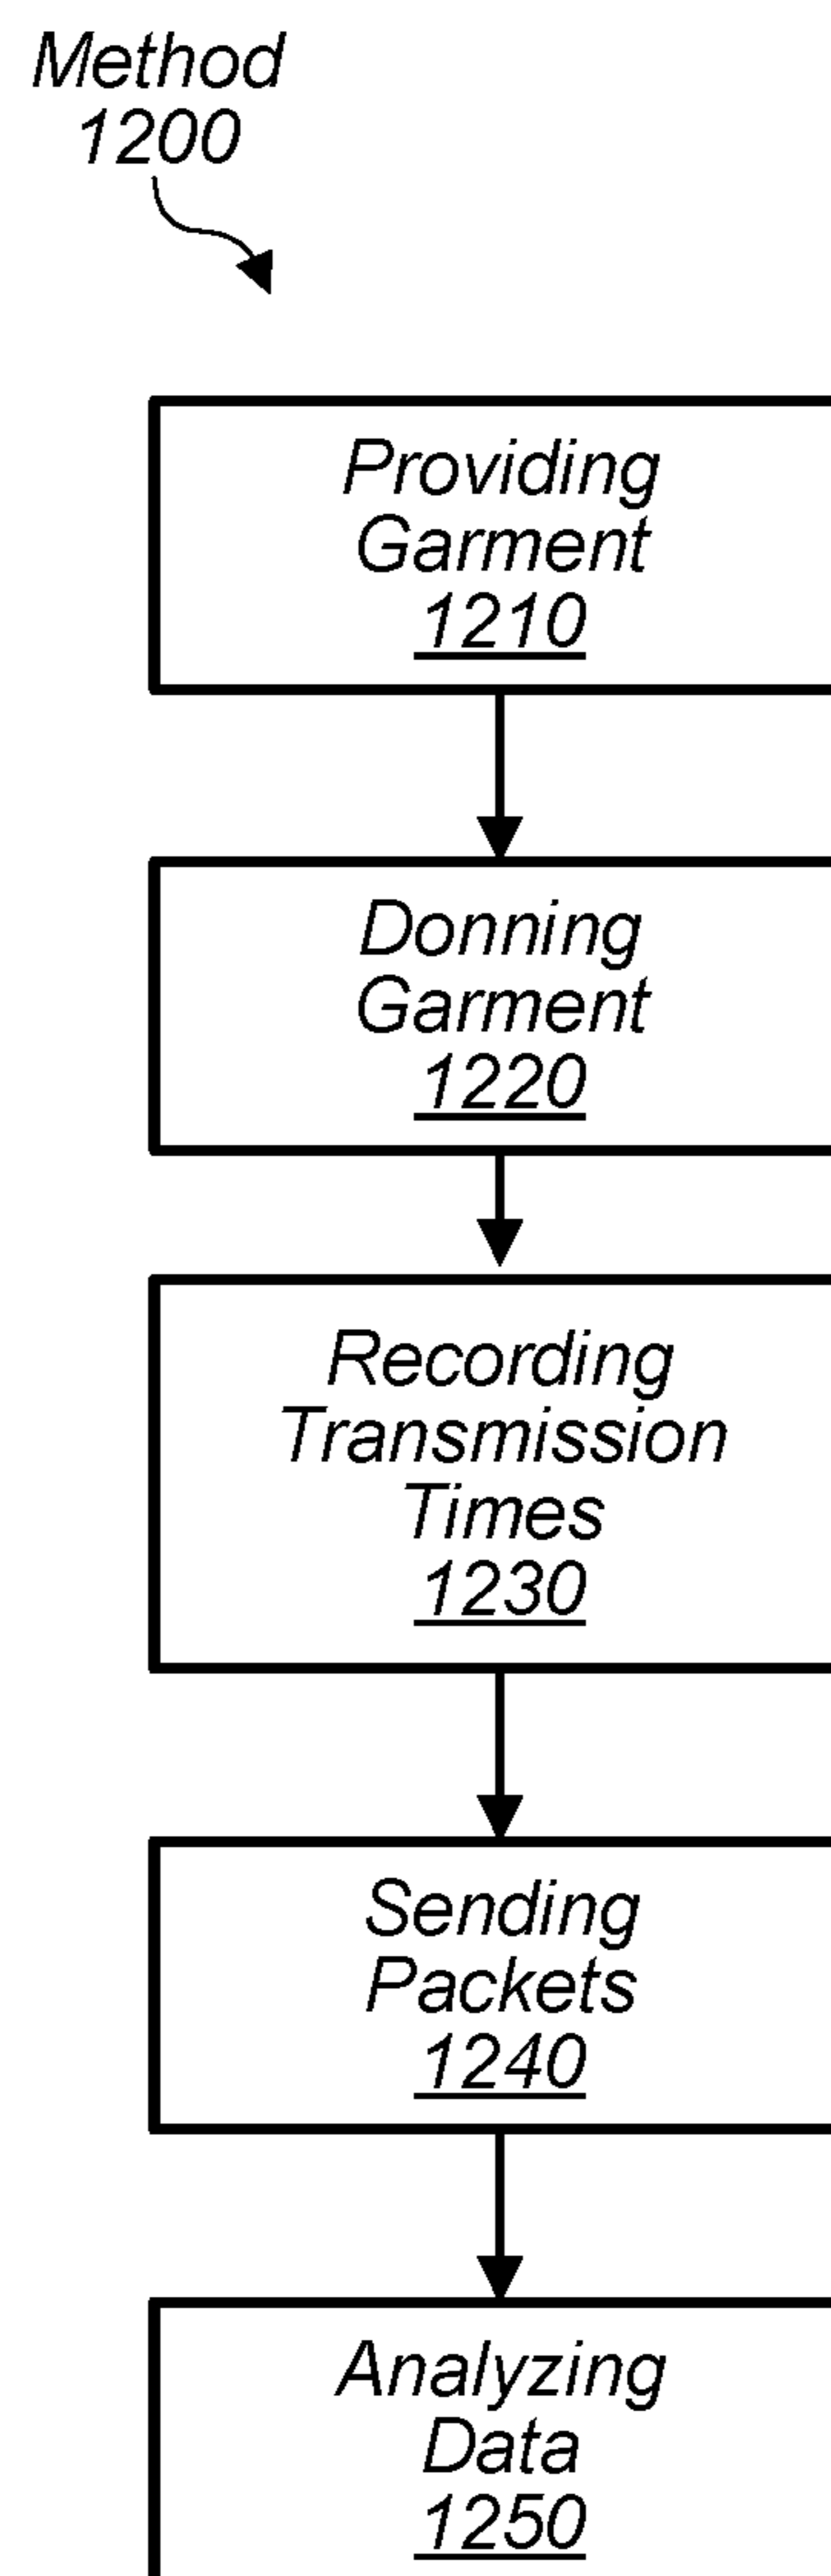 Method
1200
Providing
Garment
1210
Donning
Garment
1220
Recording
Transmission
Times
1230
Sending
Packets
1240
Analyzing
Data
1250